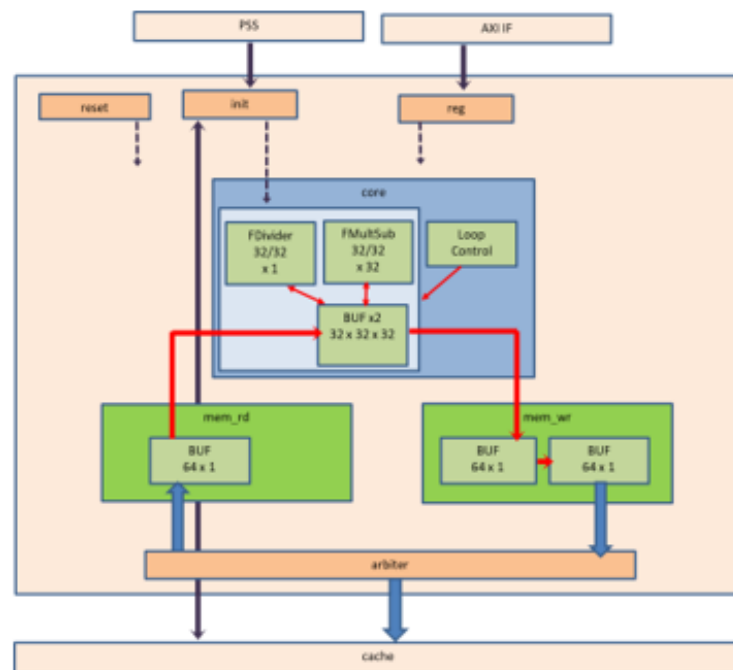 PSS
AXI IF
reset
init
reg
core
FDivider
32/32
x 1
FMultSub
32/32
x 32
Loop
Control
BUF x2
32 x 32 x 32
mem_rd
BUF
64 x 1
mem_wr
BUF
64 x 1
BUF
64 x 1
arbiter
cache